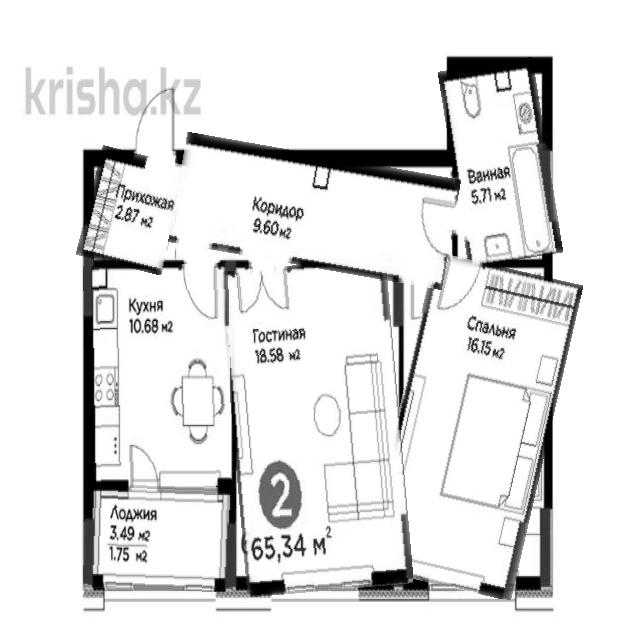 krisha.kz
Прихожая
2.87 м2
Коридор
9.60 м2
Ванная
5.71 м2
Кухня
10.68 м2
Гостиная
18.58 м2
Спальня
16.15 м2
Лоджия
3.49 м2
1.75 м2
2
65,34 м2